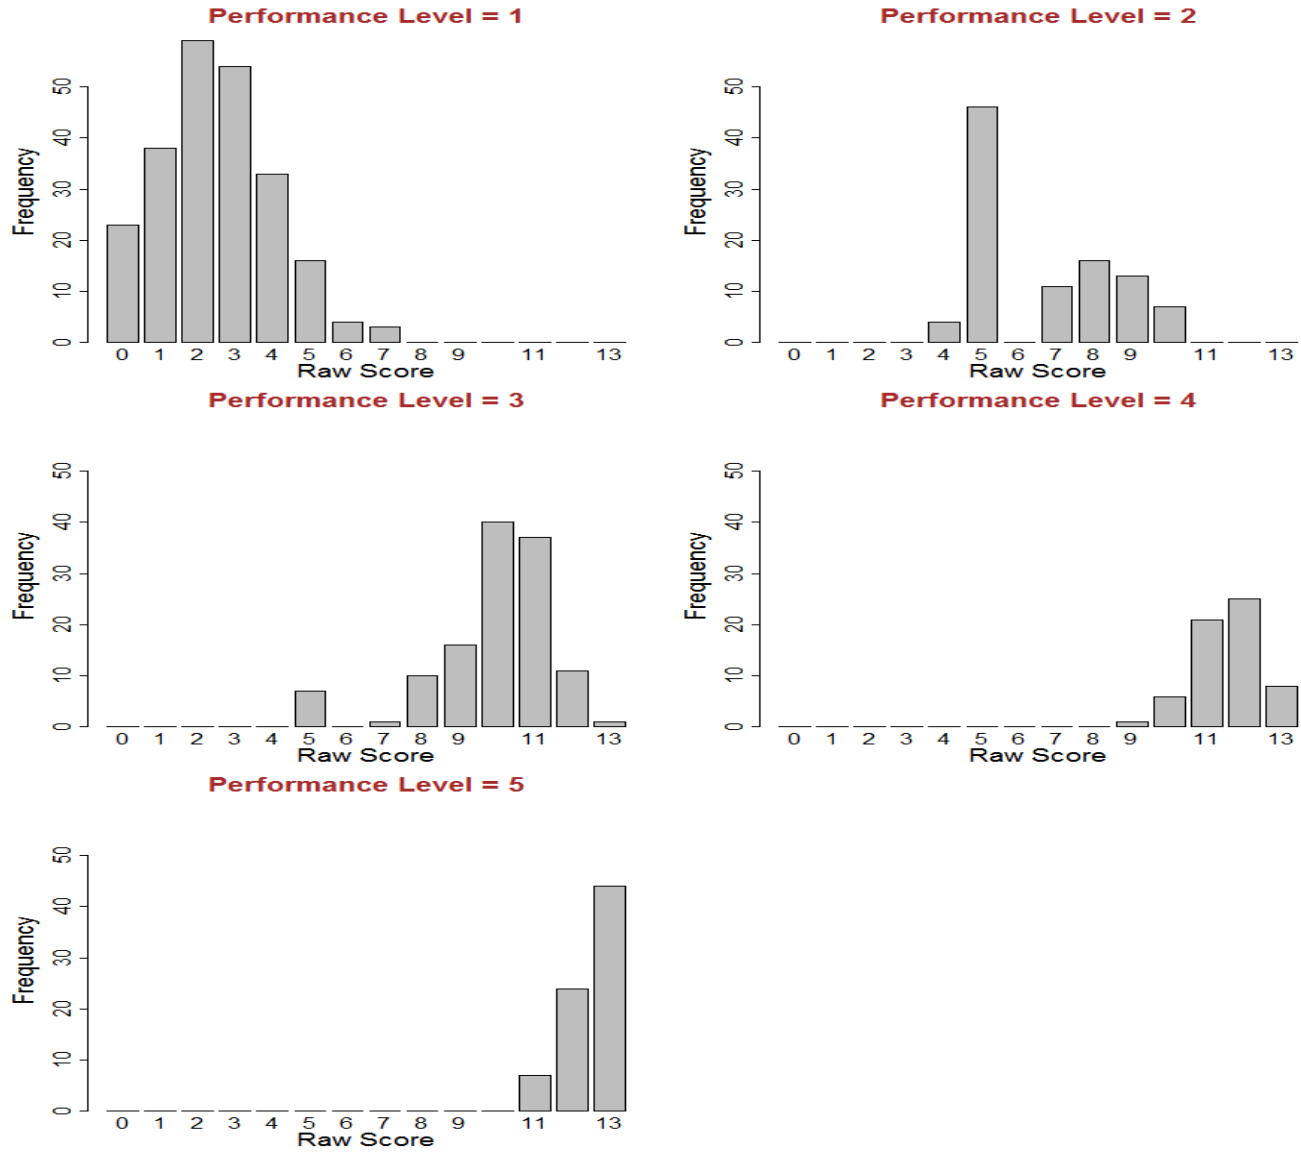 Performance Level = 1
Frequency
50
40
30
20
10
0
0 1 2 3 4 5 6 7 8 9 11 13
Raw Score
Performance Level = 2
Frequency
50
40
30
20
10
0
0 1 2 3 4 5 6 7 8 9 11 13
Raw Score
Performance Level = 3
Frequency
50
40
30
20
10
0
0 1 2 3 4 5 6 7 8 9 11 13
Raw Score
Performance Level = 4
Frequency
50
40
30
20
10
0
0 1 2 3 4 5 6 7 8 9 11 13
Raw Score
Performance Level = 5
Frequency
50
40
30
20
10
0
0 1 2 3 4 5 6 7 8 9 11 13
Raw Score